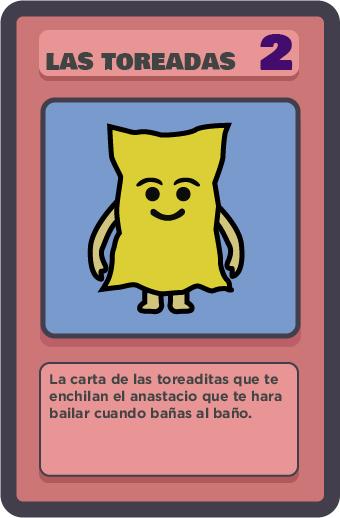 LAS TOREADAS 2
La carta de las toreaditas que te
enchilan el anastacio que te hara
bailar cuando bañas al baño.